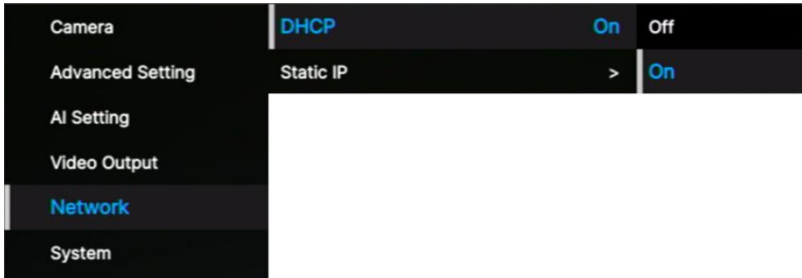 Camera
Advanced Setting
AI Setting
Video Output
Network
System
DHCP On
Static IP >
Off
On